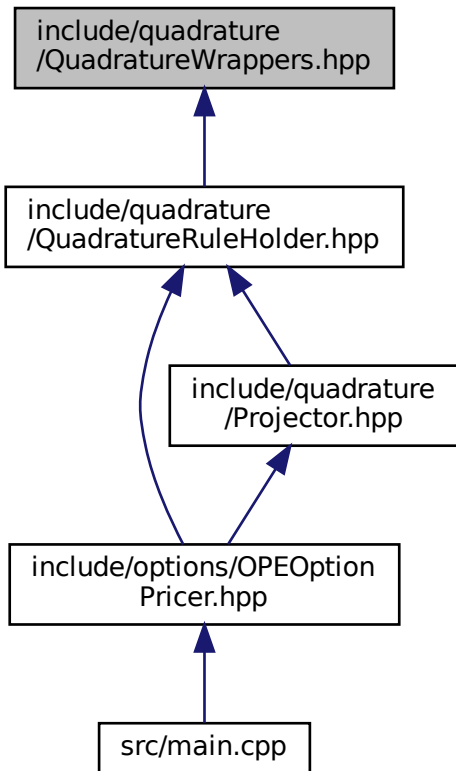 include/quadrature
/QuadratureWrappers.hpp
include/quadrature
/QuadratureRuleHolder.hpp
include/quadrature
/Projector.hpp
include/options/OPEOption
Pricer.hpp
src/main.cpp